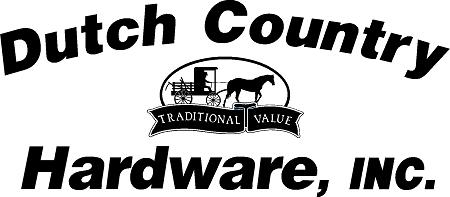 Dutch Country
TRADITIONAL VALUE
Hardware, INC.